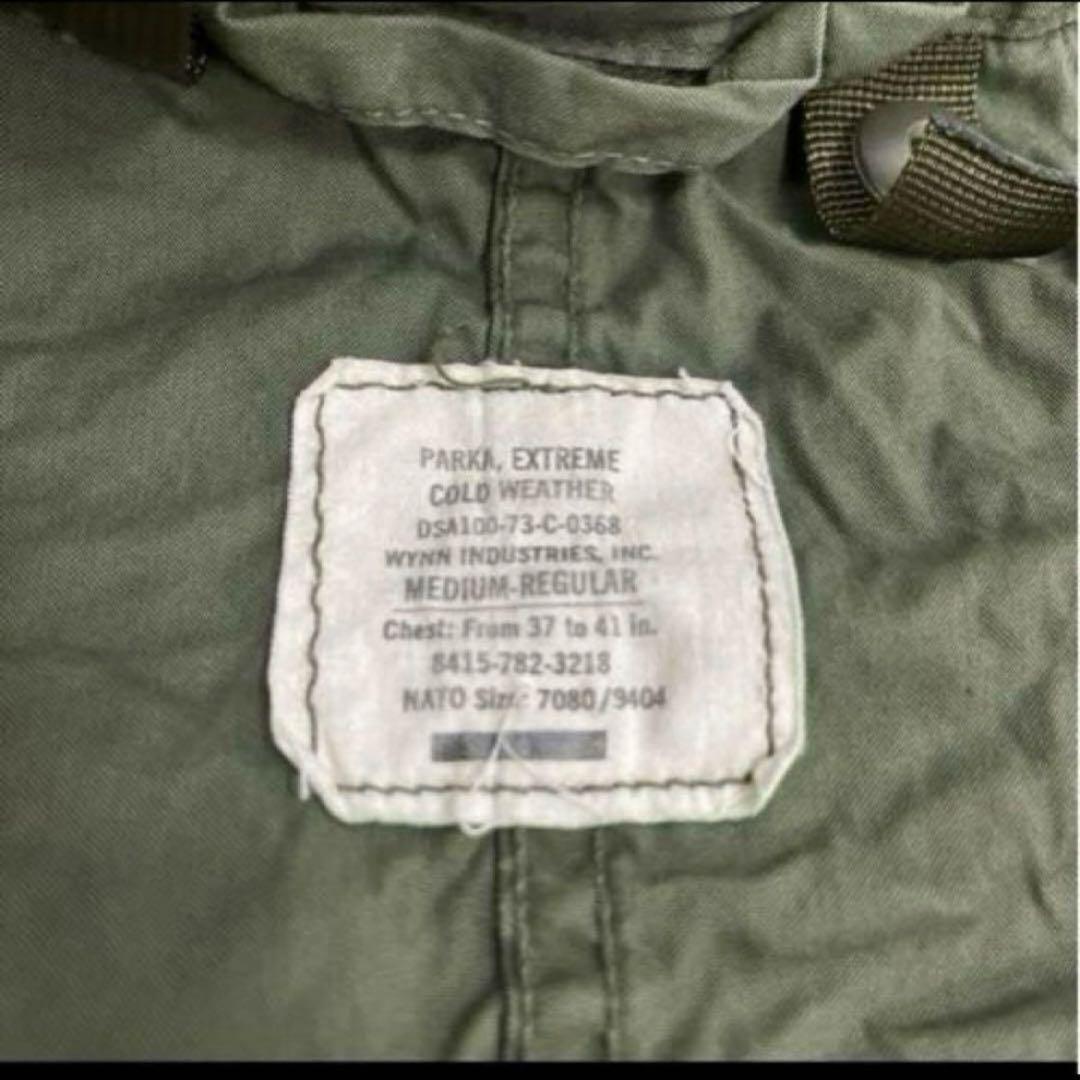 PARKA, EXTREME
COLD WEATHER
DSA100-73-C-0368
WYNN INDUSTRIES, INC.
MEDIUM-REGULAR
Chest: From 37 to 41 in.
8415-782-3218
NATO Size: 7080/9404